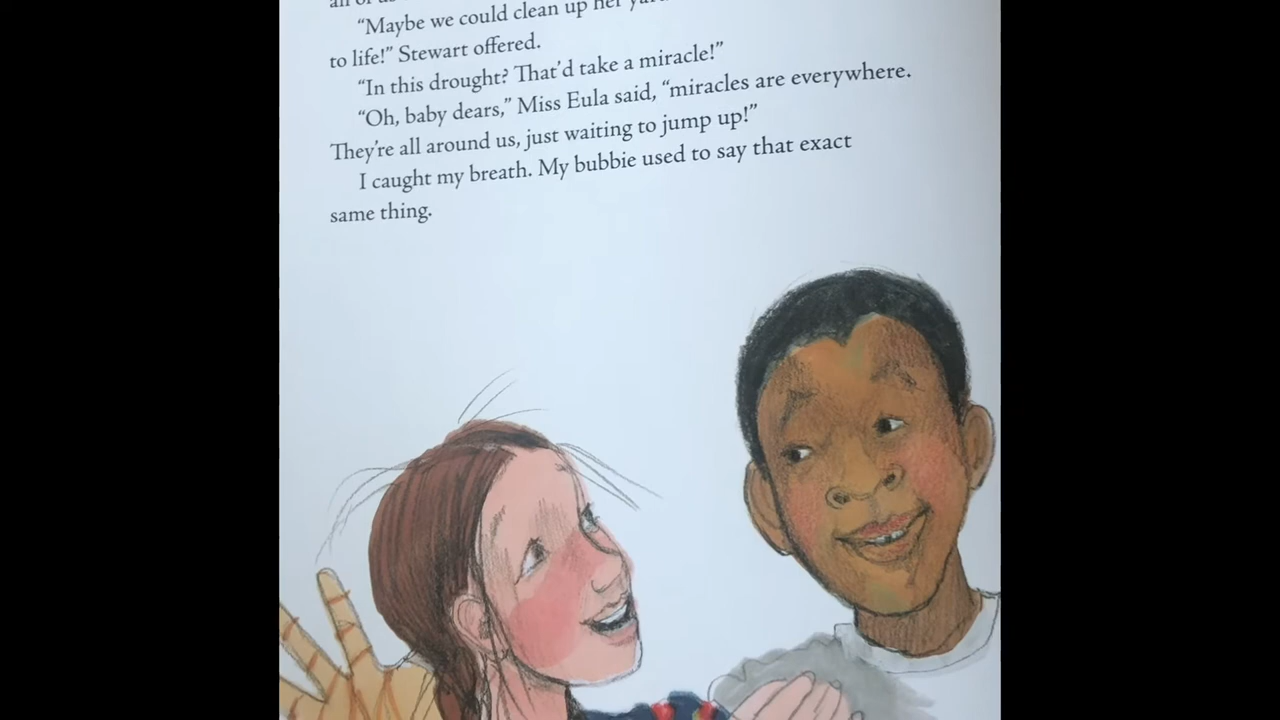 “Maybe we could clean up her
to life!” Stewart offered.
“In this drought? That’d take a miracle!”
“Oh, baby dears,” Miss Eula said, “miracles are everywhere.
They’re all around us, just waiting to jump up!”
I caught my breath. My bubbie used to say that exact
same thing.